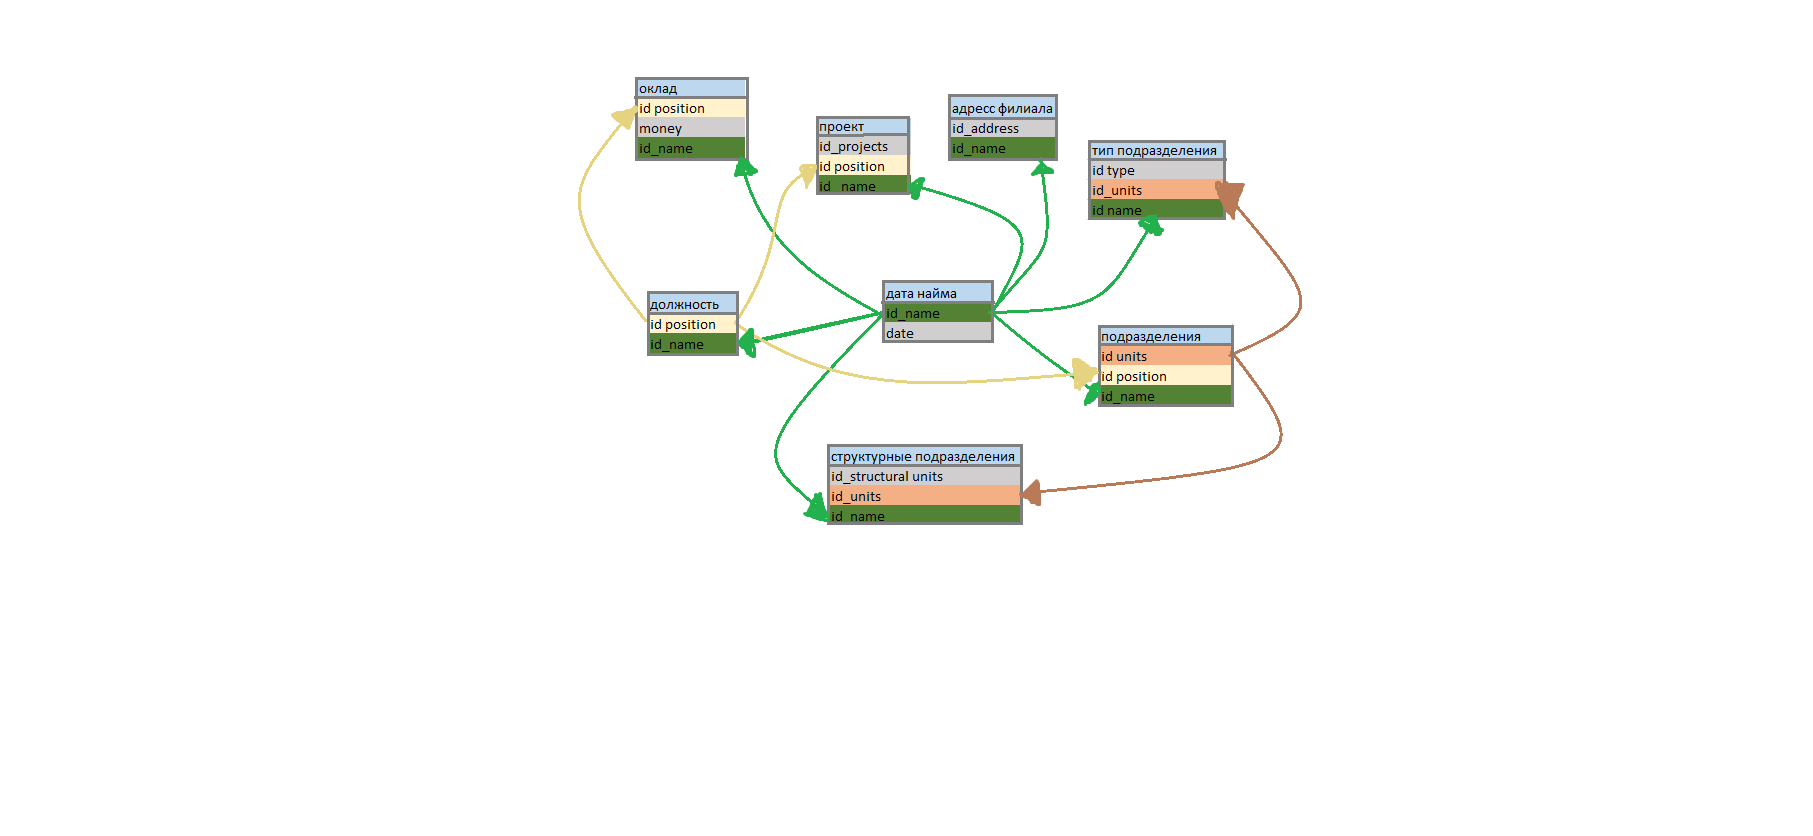 оклад
id position
money
id_name
проект
id_projects
id position
id_name
адресс филиала
id_address
id_name
тип подразделения
id type
id_units
id name
должность
id position
id_name
дата найма
id_name
date
подразделения
id units
id position
id_name
структурные подразделения
id_structural units
id_units
id_name